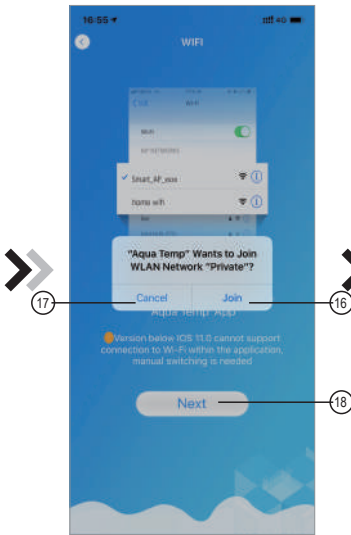 16:55 4G
WIFI
Smart_AP_xxxx
home wifi
"Aqua Temp" Wants to Join
WLAN Network "Private"?
Cancel Join
17 16
Aqua Temp App
Version below IOS 11.0 cannot support
connection to Wi-Fi within the application,
manual switching is needed
Next
18